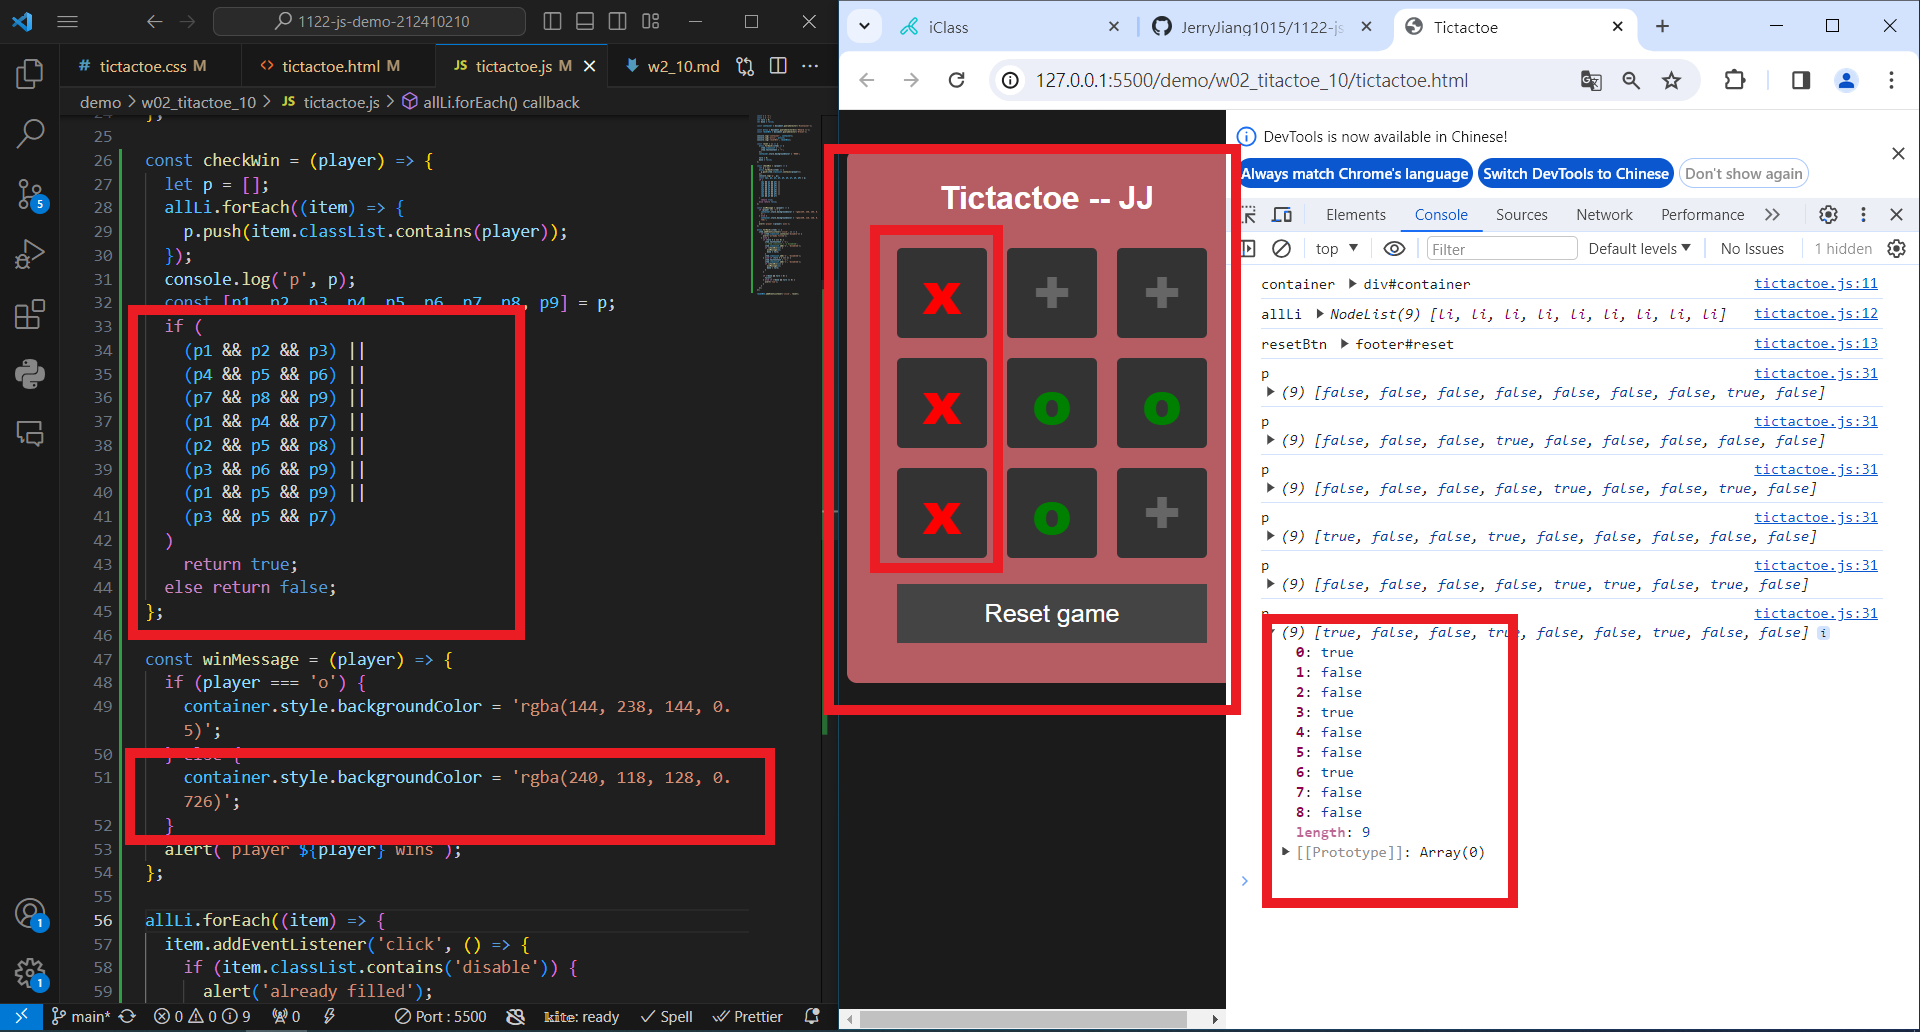 1122-js-demo-212410210
# tictactoe.css M
<> tictactoe.html M
JS tictactoe.js M
w2_10.md
demo > w02_titactoe_10 > JS tictactoe.js > allLi.forEach() callback
25
26 const checkWin = (player) => {
27 let p = [];
28 allLi.forEach((item) => {
29 p.push(item.classList.contains(player));
30 });
31 console.log('p', p);
32 const [p1, p2, p3, p4, p5, p6, p7, p8, p9] = p;
33 if (
34 (p1 && p2 && p3) ||
35 (p4 && p5 && p6) ||
36 (p7 && p8 && p9) ||
37 (p1 && p4 && p7) ||
38 (p2 && p5 && p8) ||
39 (p3 && p6 && p9) ||
40 (p1 && p5 && p9) ||
41 (p3 && p5 && p7)
42 )
43 return true;
44 else return false;
45 };
46
47 const winMessage = (player) => {
48 if (player === 'o') {
49 container.style.backgroundColor = 'rgba(144, 238, 144, 0.
5)';
50 } else {
51 container.style.backgroundColor = 'rgba(240, 118, 128, 0.
726)';
52 }
53 alert( player ${player} wins );
54 };
55
56 allLi.forEach((item) => {
57 item.addEventListener('click', () => {
58 if (item.classList.contains('disable')) {
59 alert('already filled');
5
1
1
main* 0 0 9 0 Port : 5500 kite: ready Spell Prettier
iClass
JerryJiang1015/1122-js
Tictactoe
127.0.0.1:5500/demo/w02_titactoe_10/tictactoe.html
Tictactoe -- JJ
x + +
x o o
x o +
Reset game
DevTools is now available in Chinese!
Always match Chrome's language
Switch DevTools to Chinese
Don't show again
Elements Console Sources Network Performance
top Filter Default levels No Issues 1 hidden
container div#container tictactoe.js:11
allLi NodeList(9) [li, li, li, li, li, li, li, li, li] tictactoe.js:12
resetBtn footer#reset tictactoe.js:13
p tictactoe.js:31
(9) [false, false, false, false, false, false, false, true, false]
p tictactoe.js:31
(9) [false, false, false, true, false, false, false, false, false]
p tictactoe.js:31
(9) [false, false, false, false, true, false, false, true, false]
p tictactoe.js:31
(9) [true, false, false, true, false, false, false, false, false]
p tictactoe.js:31
(9) [false, false, false, false, true, true, false, true, false]
p tictactoe.js:31
(9) [true, false, false, true, false, false, true, false, false] i
0: true
1: false
2: false
3: true
4: false
5: false
6: true
7: false
8: false
length: 9
[[Prototype]]: Array(0)